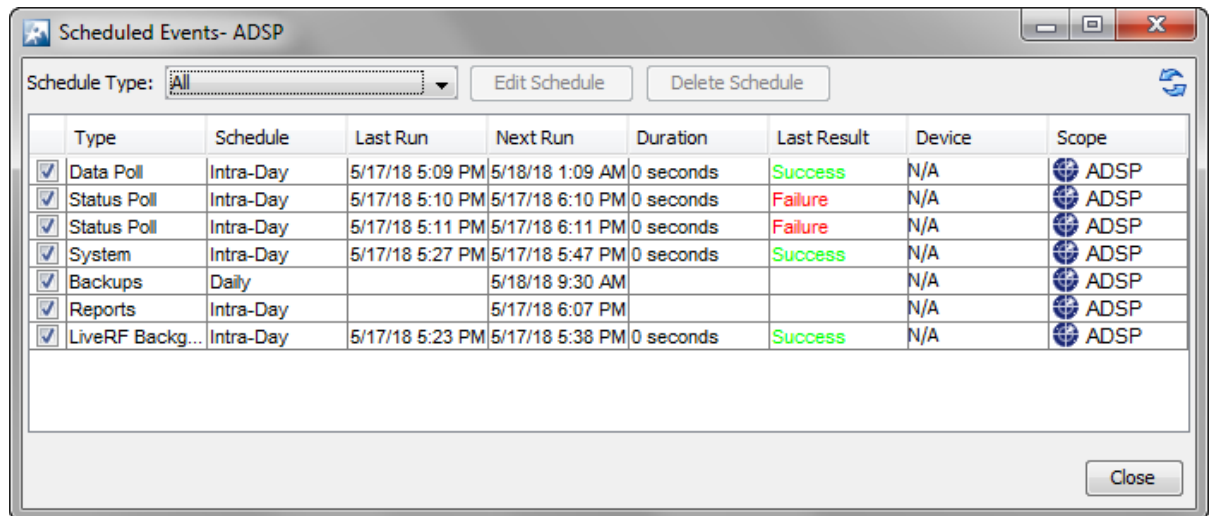 Scheduled Events- ADSP
Schedule Type: All Edit Schedule Delete Schedule
Type Schedule Last Run Next Run Duration Last Result Device Scope
Data Poll Intra-Day 5/17/18 5:09 PM 5/18/18 1:09 AM 0 seconds Success N/A ADSP
Status Poll Intra-Day 5/17/18 5:10 PM 5/17/18 6:10 PM 0 seconds Failure N/A ADSP
Status Poll Intra-Day 5/17/18 5:11 PM 5/17/18 6:11 PM 0 seconds Failure N/A ADSP
System Intra-Day 5/17/18 5:27 PM 5/17/18 5:47 PM 0 seconds Success N/A ADSP
Backups Daily 5/18/18 9:30 AM N/A ADSP
Reports Intra-Day 5/17/18 6:07 PM N/A ADSP
LiveRF Backg... Intra-Day 5/17/18 5:23 PM 5/17/18 5:38 PM 0 seconds Success N/A ADSP
Close